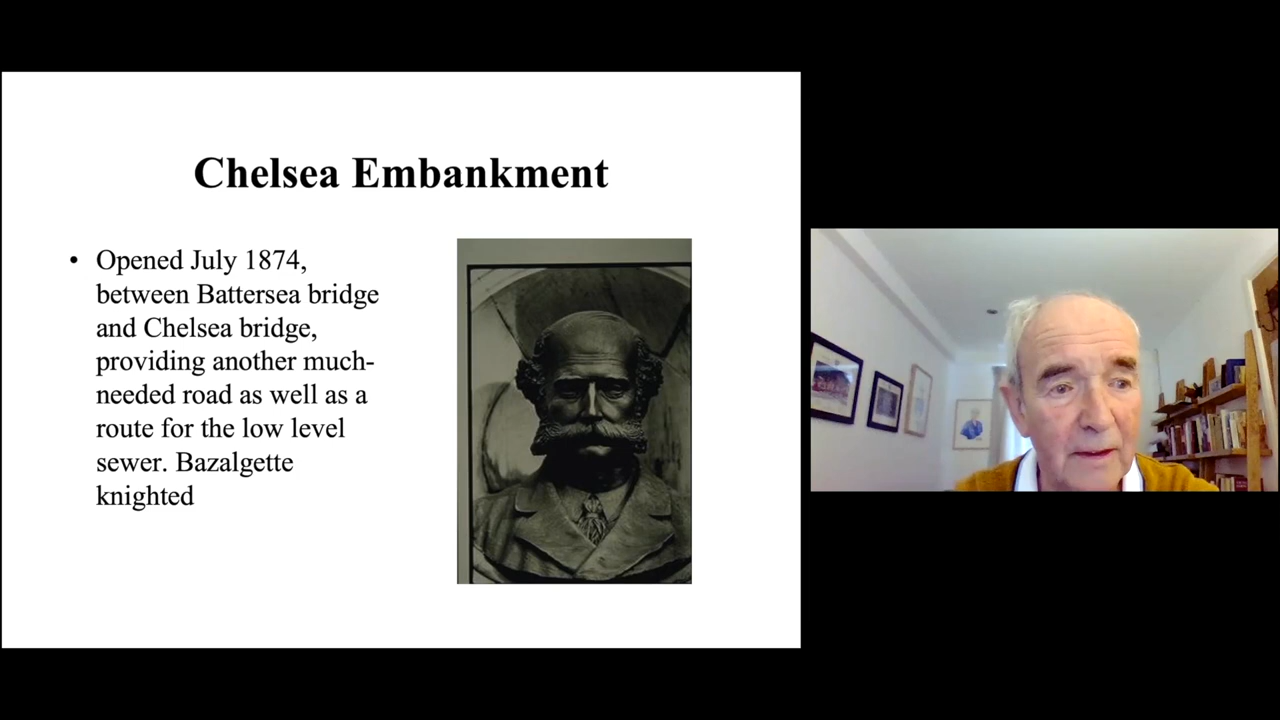 Chelsea Embankment
• Opened July 1874,
between Battersea bridge
and Chelsea bridge,
providing another much-
needed road as well as a
route for the low level
sewer. Bazalgette
knighted